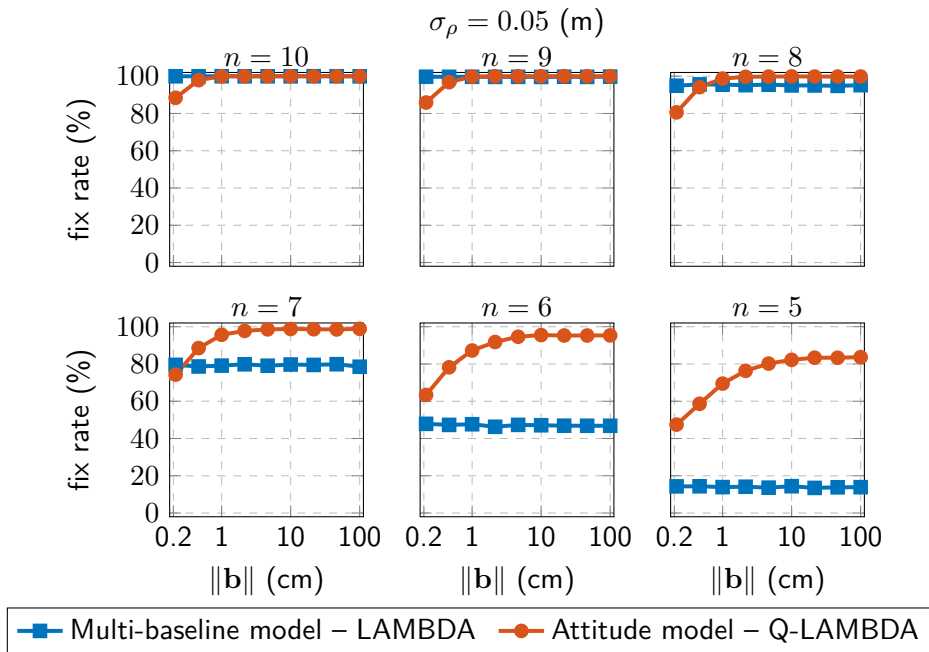 σρ = 0.05 (m)
n = 10 n = 9 n = 8
fix rate (%)
100
80
60
40
20
0
n = 7 n = 6 n = 5
fix rate (%)
100
80
60
40
20
0
0.2 1 10 100 0.2 1 10 100 0.2 1 10 100
‖b‖ (cm) ‖b‖ (cm) ‖b‖ (cm)
Multi-baseline model – LAMBDA Attitude model – Q-LAMBDA